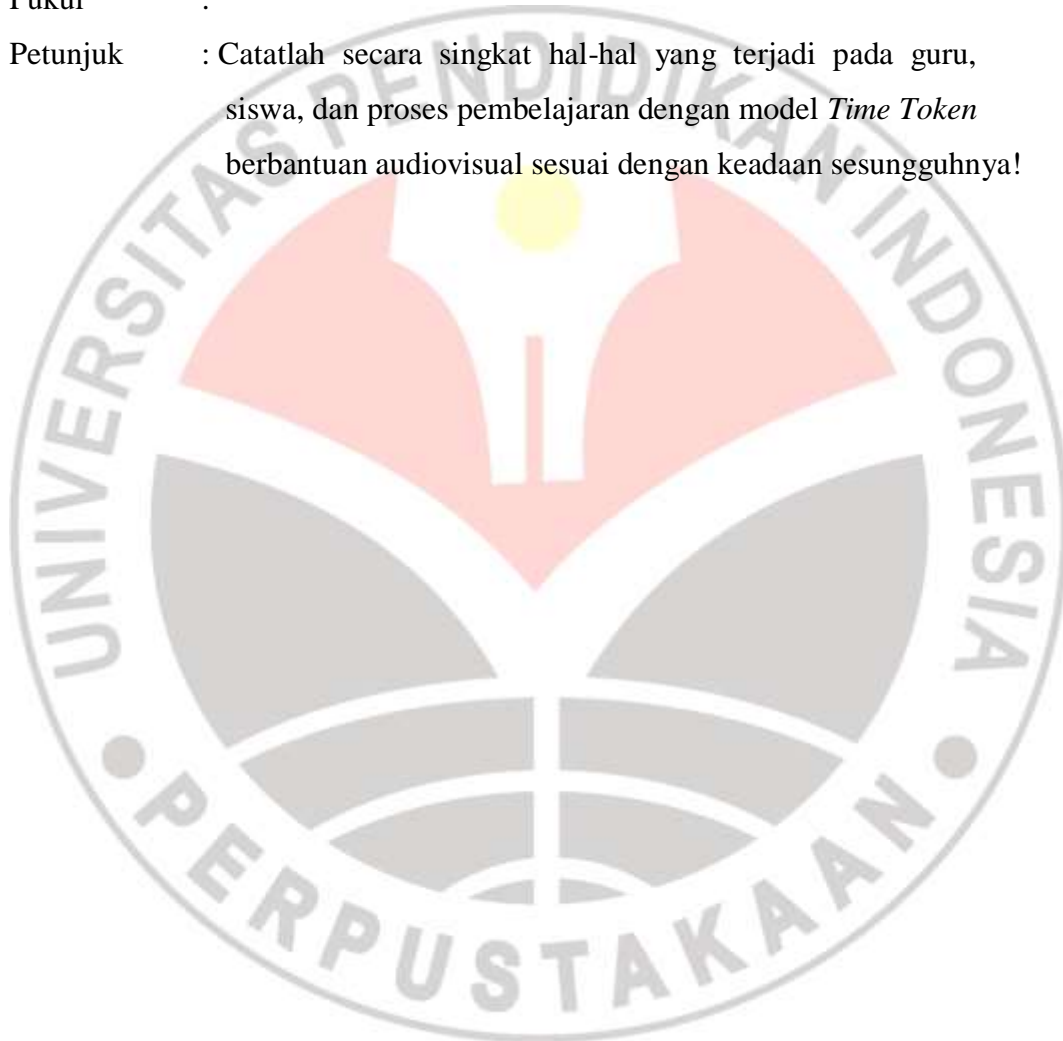 Pukul :
Petunjuk : Catatlah secara singkat hal-hal yang terjadi pada guru,
siswa, dan proses pembelajaran dengan model Time Token
berbantuan audiovisual sesuai dengan keadaan sesungguhnya!
UNIVERSITAS PENDIDIKAN INDONESIA
PERPUSTAKAAN